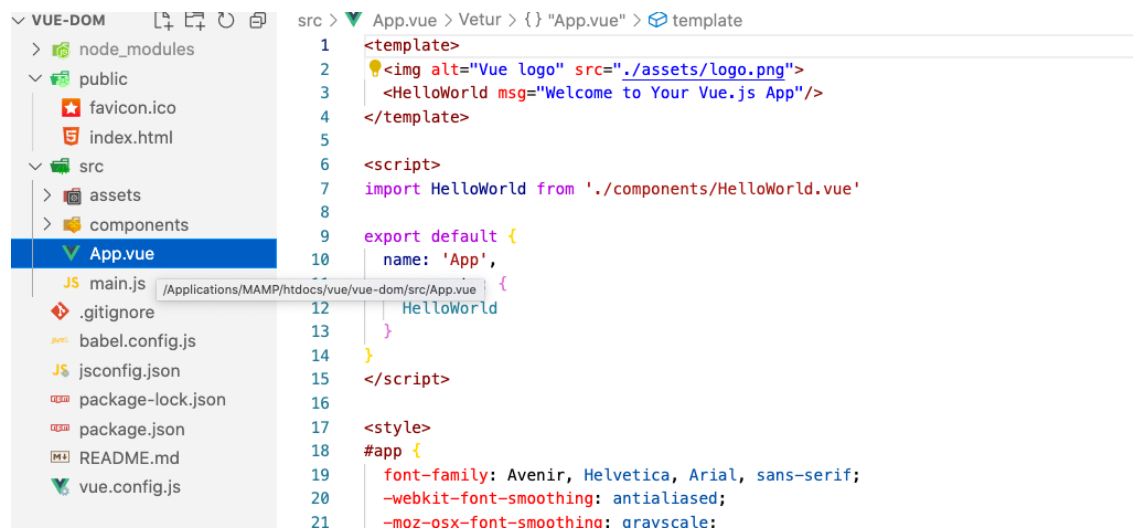 VUE-DOM
node_modules
public
favicon.ico
index.html
src
assets
components
App.vue
main.js
.gitignore
babel.config.js
jsconfig.json
package-lock.json
package.json
README.md
vue.config.js
src > App.vue > Vetur > {} "App.vue" > template
1 <template>
2 <img alt="Vue logo" src="./assets/logo.png">
3 <HelloWorld msg="Welcome to Your Vue.js App"/>
4 </template>
5
6 <script>
7 import HelloWorld from './components/HelloWorld.vue'
8
9 export default {
10 name: 'App',
{
/Applications/MAMP/htdocs/vue/vue-dom/src/App.vue
12 HelloWorld
13 }
14 }
15 </script>
16
17 <style>
18 #app {
19 font-family: Avenir, Helvetica, Arial, sans-serif;
20 -webkit-font-smoothing: antialiased;
21 -moz-osx-font-smoothing: grayscale;